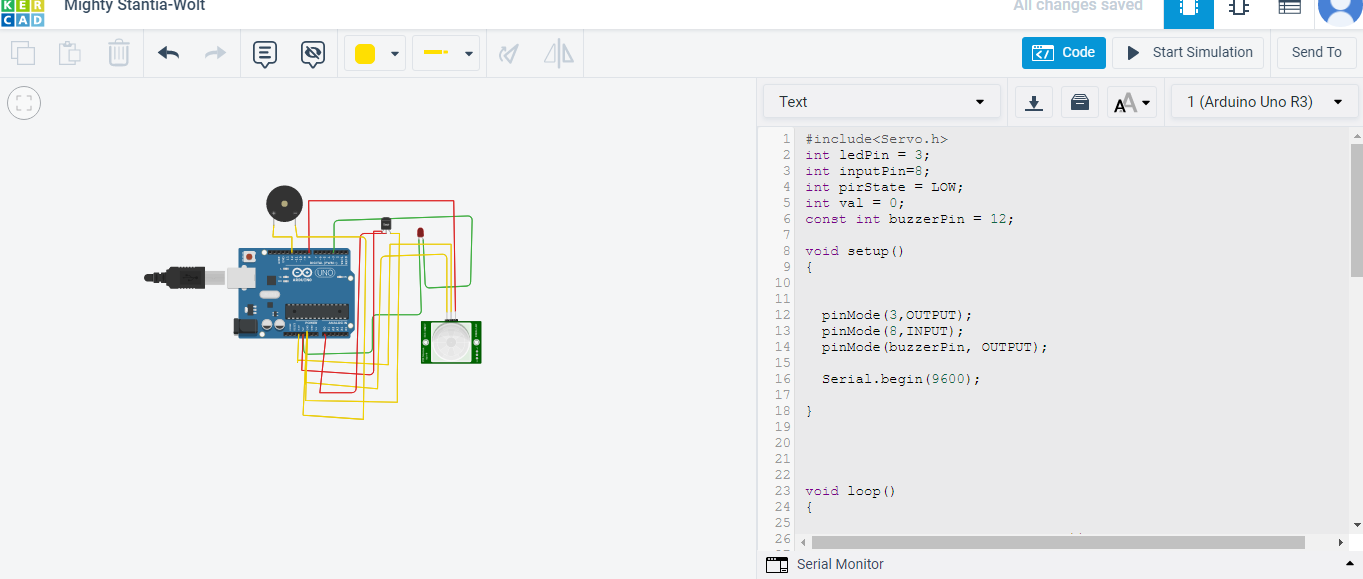 KER
CAD
Mighty Stantia-Wolt
All changes saved
Code
Start Simulation
Send To
Text
1 (Arduino Uno R3)
1 #include<Servo.h>
2 int ledPin = 3;
3 int inputPin=8;
4 int pirState = LOW;
5 int val = 0;
6 const int buzzerPin = 12;
7
8 void setup()
9 {
10
11
12 pinMode(3,OUTPUT);
13 pinMode(8,INPUT);
14 pinMode(buzzerPin, OUTPUT);
15
16 Serial.begin(9600);
17
18 }
19
20
21
22
23 void loop()
24 {
25
26
UNO
Serial Monitor